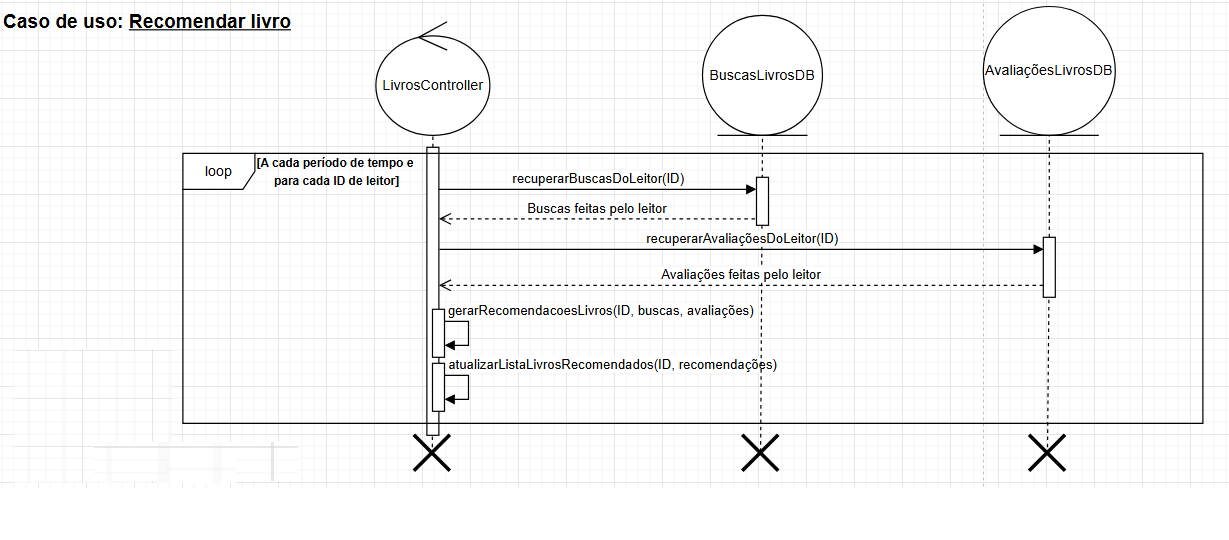 Caso de uso: Recomendar livro
LivrosController
BuscasLivrosDB
AvaliaçõesLivrosDB
loop
[A cada período de tempo e
para cada ID de leitor]
recuperarBuscasDoLeitor(ID)
Buscas feitas pelo leitor
recuperarAvaliaçõesDoLeitor(ID)
Avaliações feitas pelo leitor
gerarRecomendacoesLivros(ID, buscas, avaliações)
atualizarListaLivrosRecomendados(ID, recomendações)